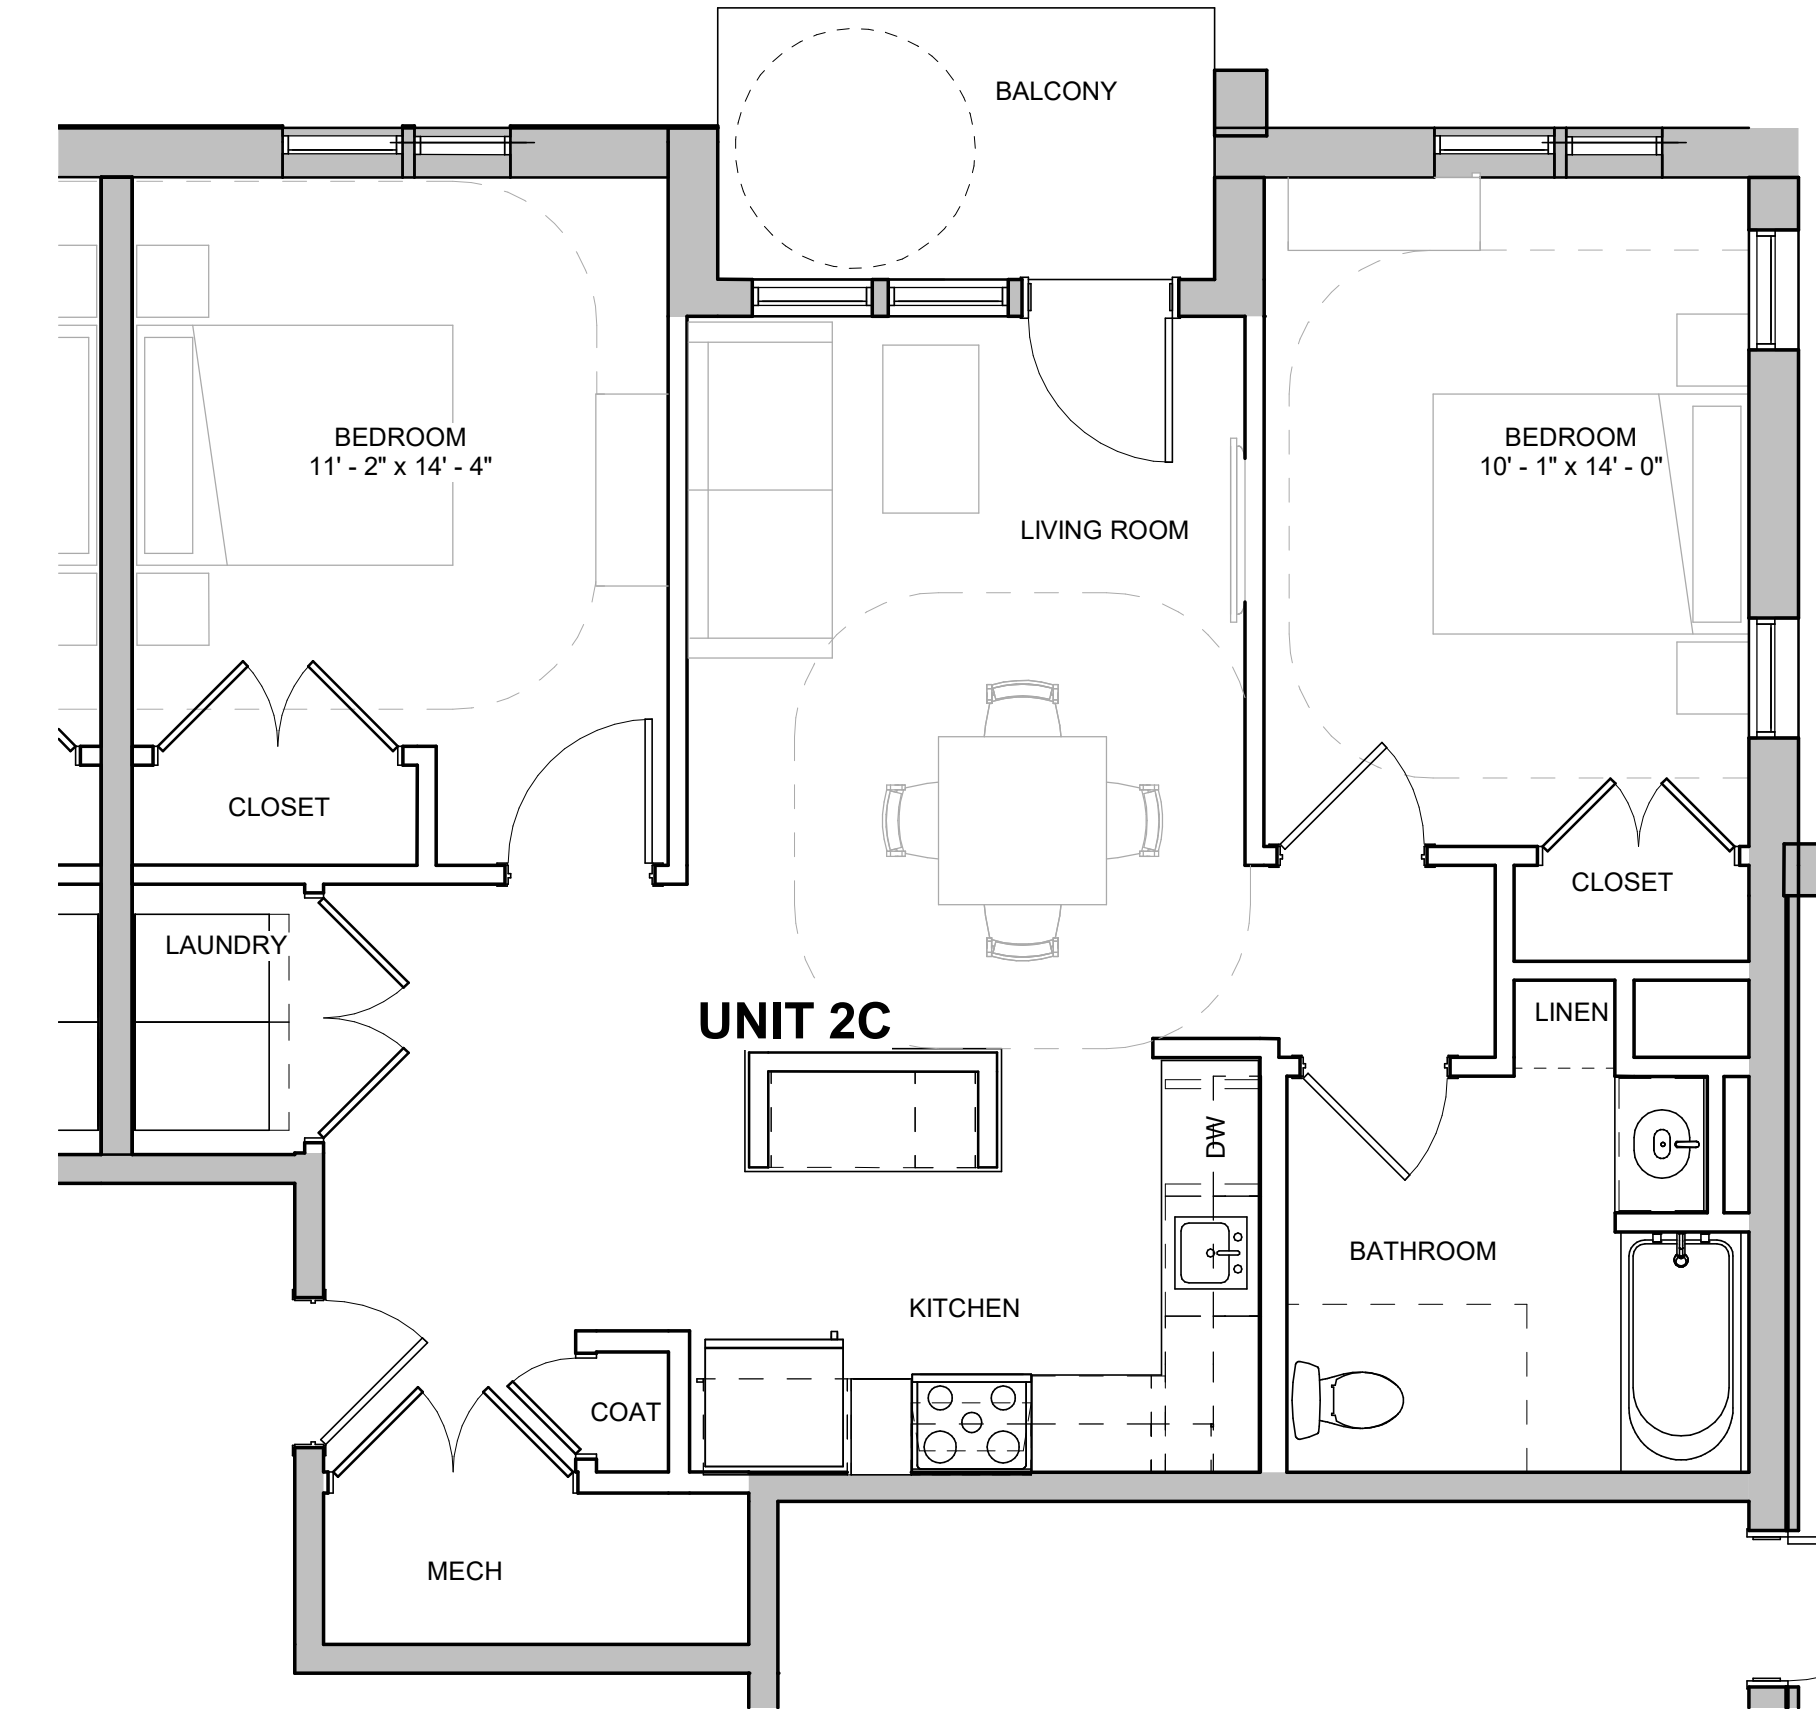 BALCONY
BEDROOM
11' - 2" x 14' - 4"
BEDROOM
10' - 1" x 14' - 0"
LIVING ROOM
CLOSET
CLOSET
LAUNDRY
UNIT 2C
LINEN
DW
BATHROOM
KITCHEN
COAT
MECH